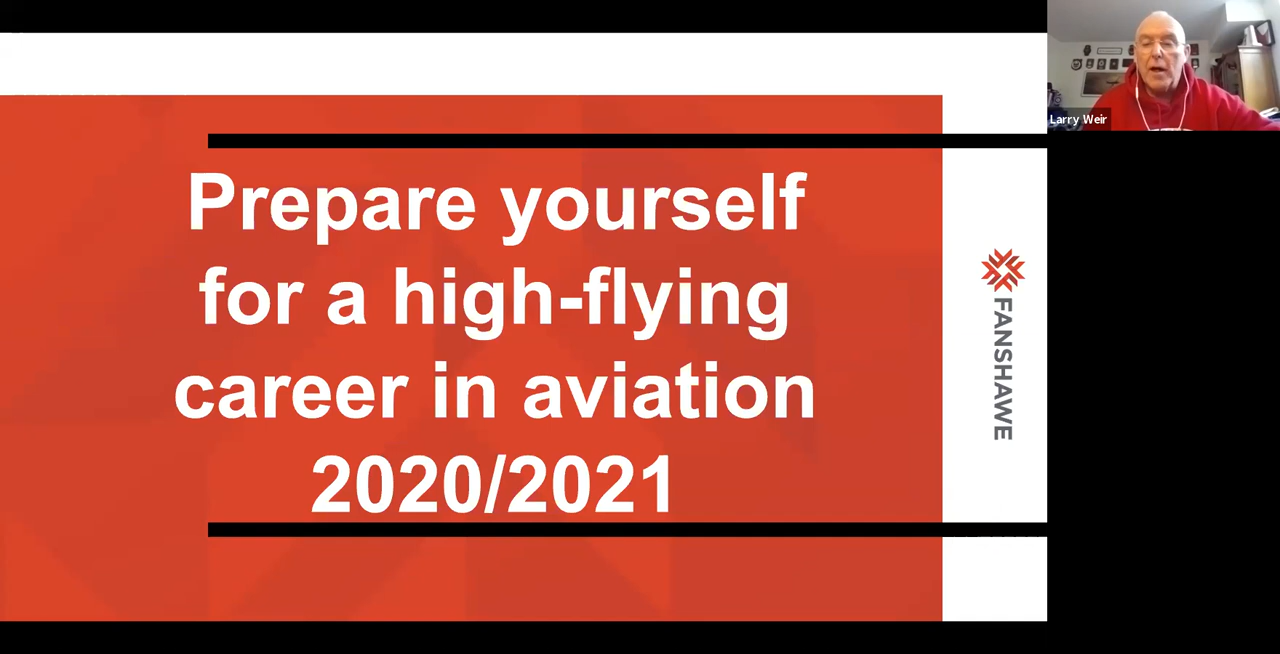 Prepare yourself
for a high-flying
career in aviation
2020/2021
FANSHAWE
Larry Weir